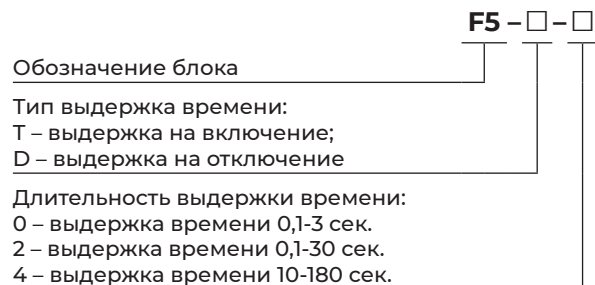 F5 – □ – □
Обозначение блока
Тип выдержка времени:
T – выдержка на включение;
D – выдержка на отключение
Длительность выдержки времени:
0 – выдержка времени 0,1-3 сек.
2 – выдержка времени 0,1-30 сек.
4 – выдержка времени 10-180 сек.